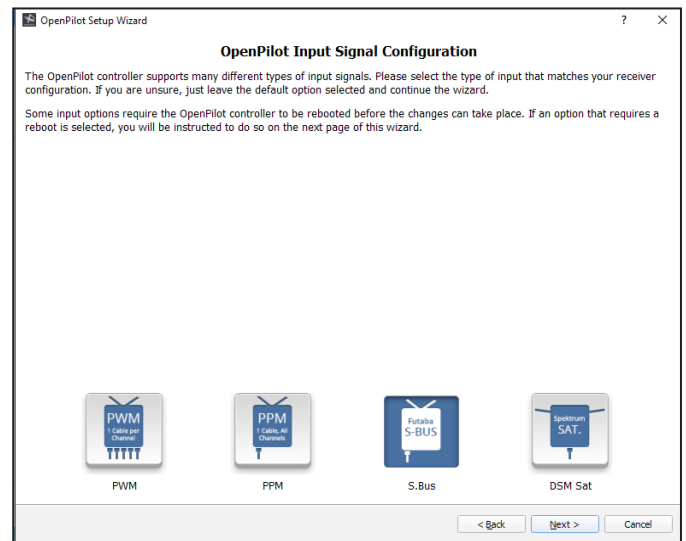 OpenPilot Setup Wizard
? ×
OpenPilot Input Signal Configuration
The OpenPilot controller supports many different types of input signals. Please select the type of input that matches your receiver
configuration. If you are unsure, just leave the default option selected and continue the wizard.
Some input options require the OpenPilot controller to be rebooted before the changes can take place. If an option that requires a
reboot is selected, you will be instructed to do so on the next page of this wizard.
PWM
1 Cable per
Channel
PPM
1 Cable, All
Channels
Futaba
S-BUS
Spektrum
SAT.
PWM
PPM
S.Bus
DSM Sat
< Back
Next >
Cancel